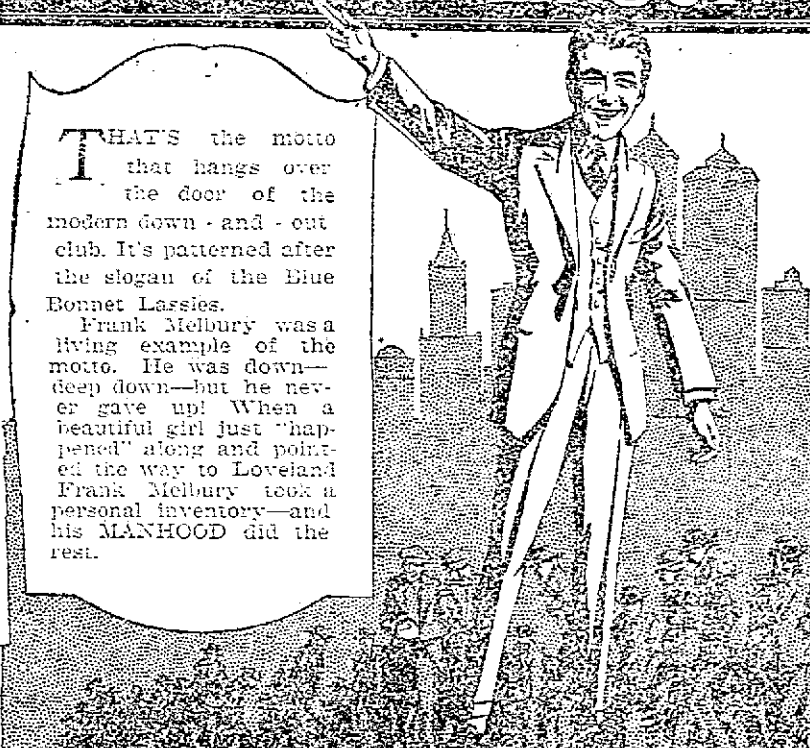 THAT'S the motto
that hangs over
the door of the
modern down-and-out
club. It's patterned after
the slogan of the Blue
Bonnet Lassies.
Frank Melbury was a
living example of the
motto. He was down—
deep down—but he nev-
er gave up! When a
beautiful girl just "hap-
pened" along and point-
ed the way to Loveland
Frank Melbury took a
personal inventory—and
his MANHOOD did the
rest.